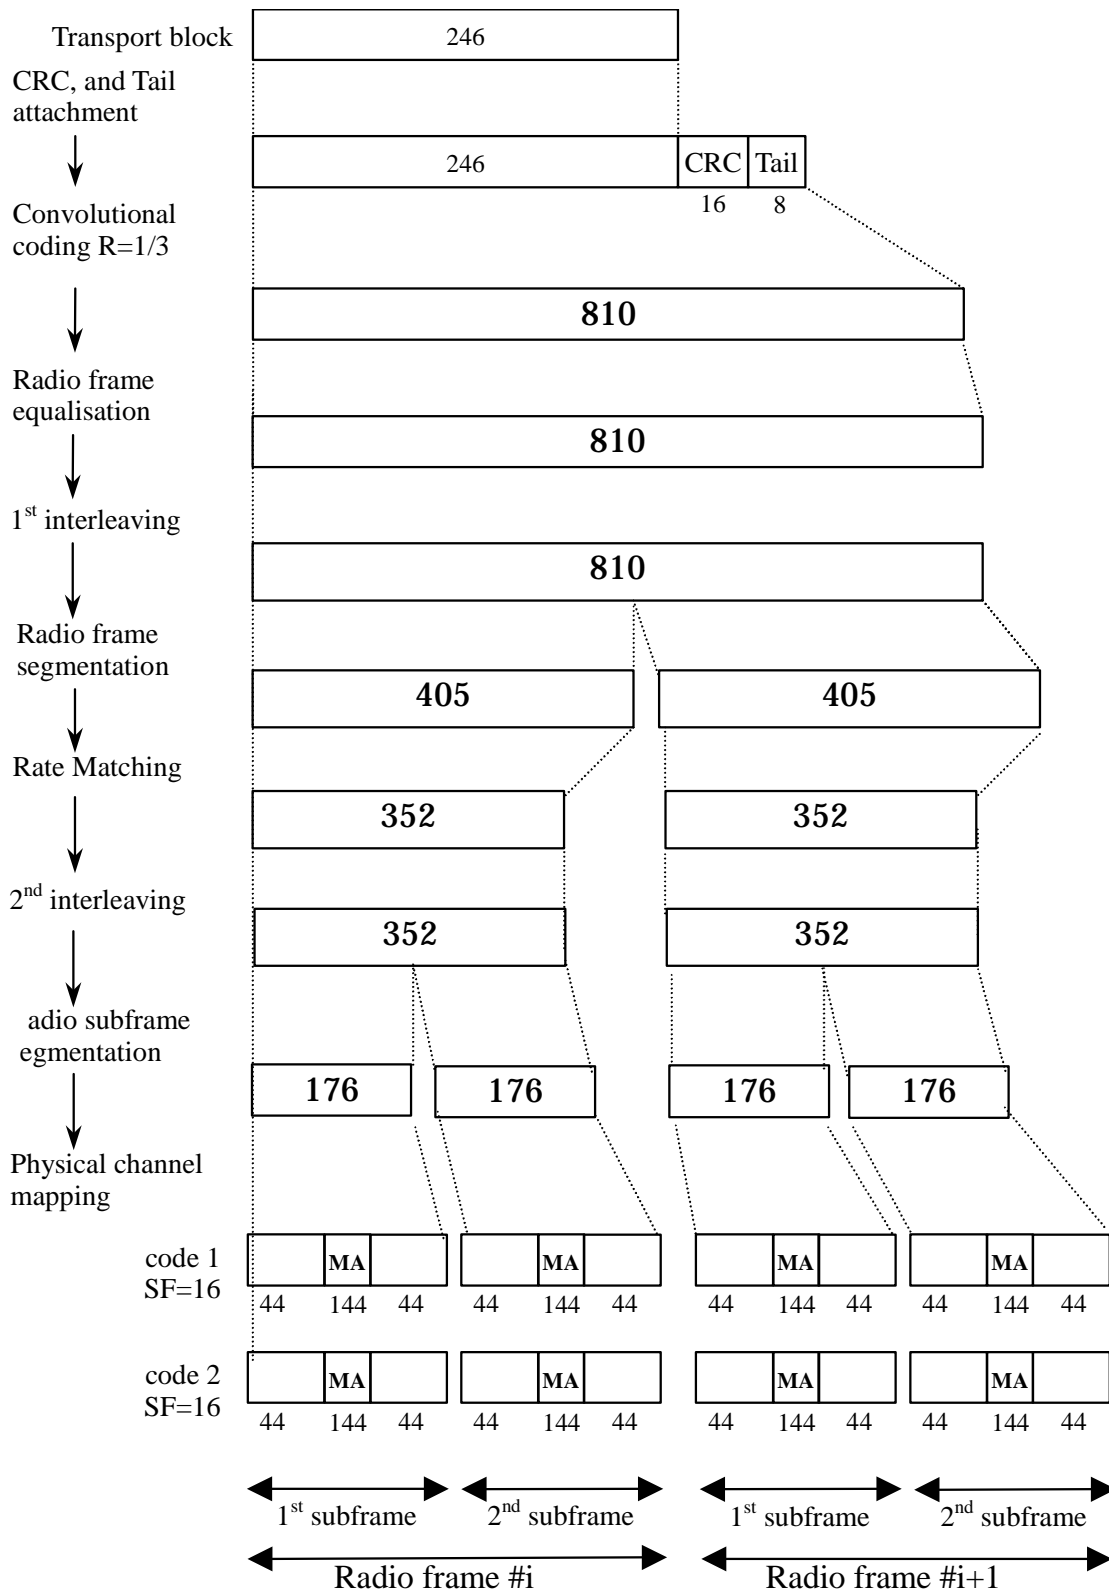 Transport block 246
CRC, and Tail
attachment
246 CRC Tail
16 8
Convolutional
coding R=1/3
810
Radio frame
equalisation
810
1st interleaving
810
Radio frame
segmentation
405 405
Rate Matching
352 352
2nd interleaving
352 352
adio subframe
egmentation
176 176 176 176
Physical channel
mapping
code 1 MA MA MA MA
SF=16
44 144 44 44 144 44 44 144 44 44 144 44
code 2 MA MA MA MA
SF=16
44 144 44 44 144 44 44 144 44 44 144 44
1st subframe 2nd subframe 1st subframe 2nd subframe
Radio frame #i Radio frame #i+1